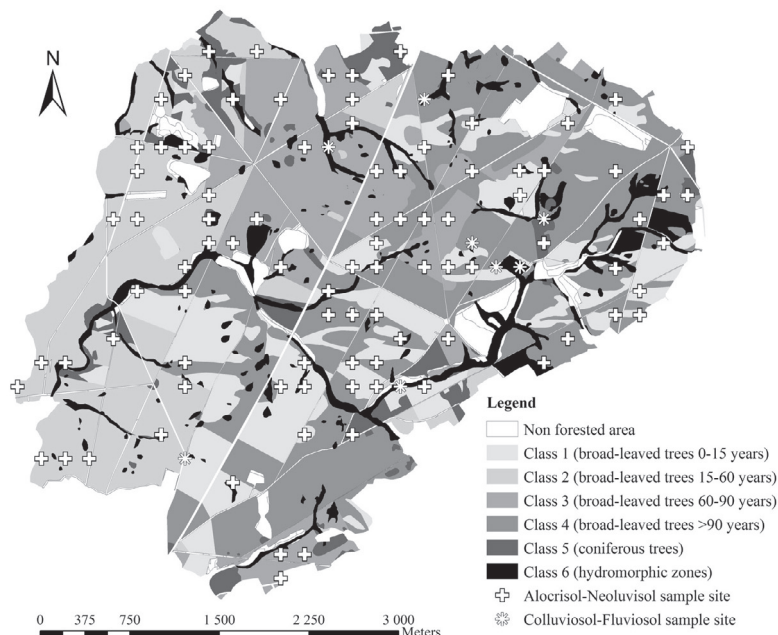 N
Legend
Non forested area
Class 1 (broad-leaved trees 0-15 years)
Class 2 (broad-leaved trees 15-60 years)
Class 3 (broad-leaved trees 60-90 years)
Class 4 (broad-leaved trees >90 years)
Class 5 (coniferous trees)
Class 6 (hydromorphic zones)
Alocrisol-Neoluvisol sample site
Colluviosol-Fluviosol sample site
0 375 750 1 500 2 250 3 000
Meters